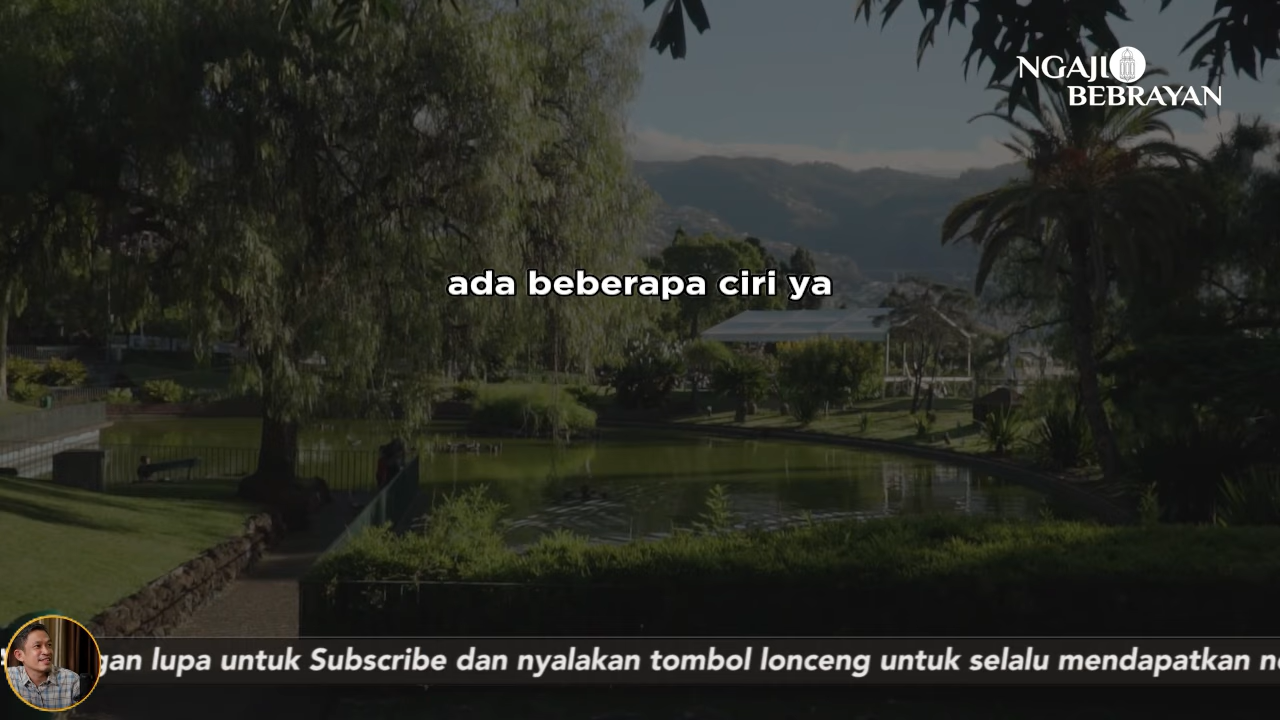 NGAJI
BEBRAYAN
ada beberapa ciri ya
gan lupa untuk Subscribe dan nyalakan tombol lonceng untuk selalu mendapatkan